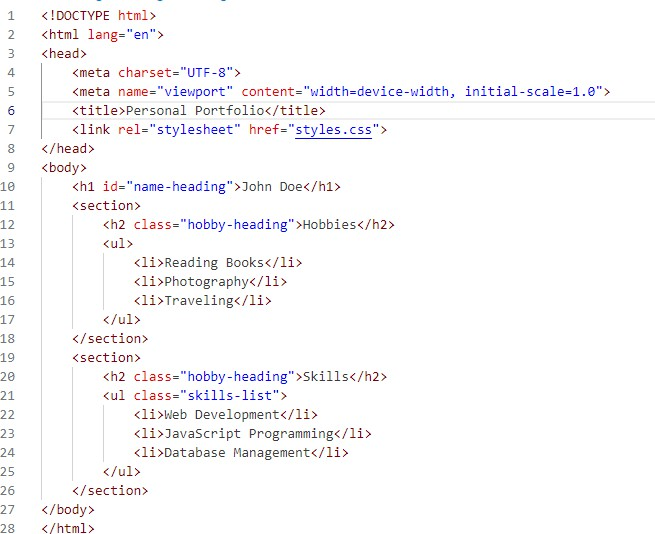 1 <!DOCTYPE html>
2 <html lang="en">
3 <head>
4     <meta charset="UTF-8">
5     <meta name="viewport" content="width=device-width, initial-scale=1.0">
6     <title>Personal Portfolio</title>
7     <link rel="stylesheet" href="styles.css">
8 </head>
9 <body>
10     <h1 id="name-heading">John Doe</h1>
11     <section>
12         <h2 class="hobby-heading">Hobbies</h2>
13         <ul>
14             <li>Reading Books</li>
15             <li>Photography</li>
16             <li>Traveling</li>
17         </ul>
18     </section>
19     <section>
20         <h2 class="hobby-heading">Skills</h2>
21         <ul class="skills-list">
22             <li>Web Development</li>
23             <li>JavaScript Programming</li>
24             <li>Database Management</li>
25         </ul>
26     </section>
27 </body>
28 </html>